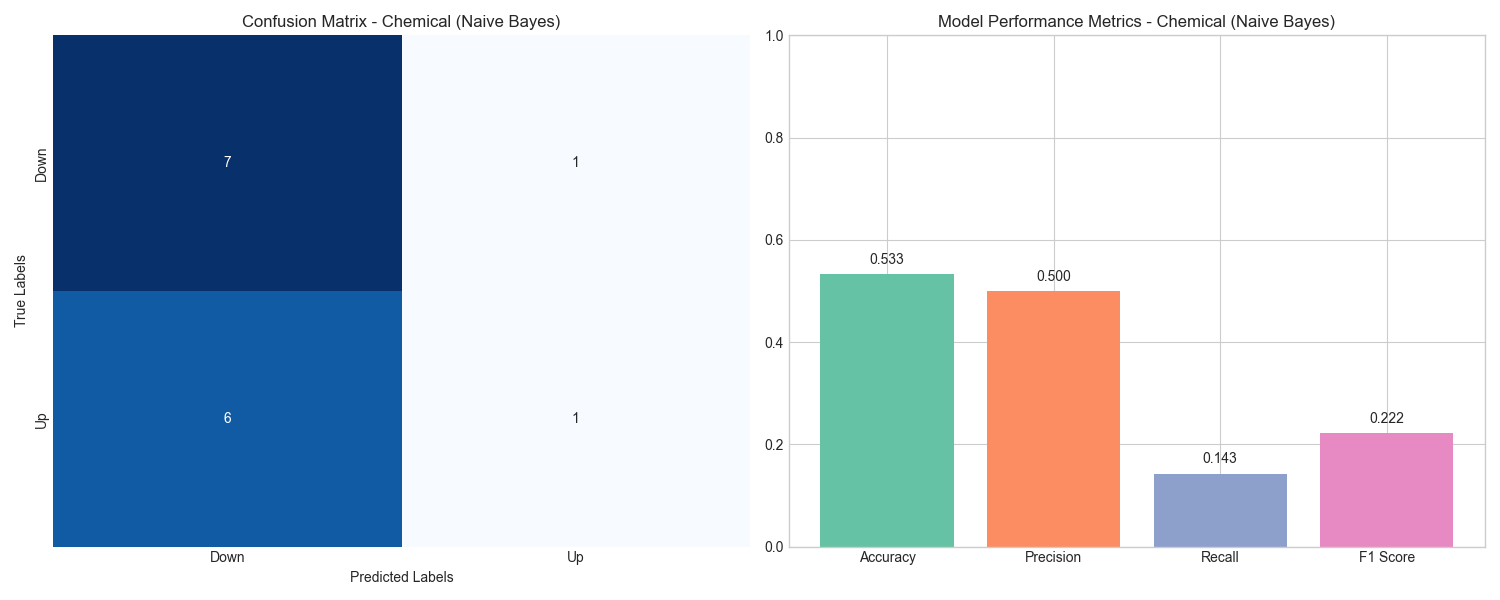 Confusion Matrix - Chemical (Naive Bayes)
True Labels
Down
Up
7
1
6
1
Down
Up
Predicted Labels
Model Performance Metrics - Chemical (Naive Bayes)
1.0
0.8
0.6
0.4
0.2
0.0
0.533
0.500
0.143
0.222
Accuracy
Precision
Recall
F1 Score